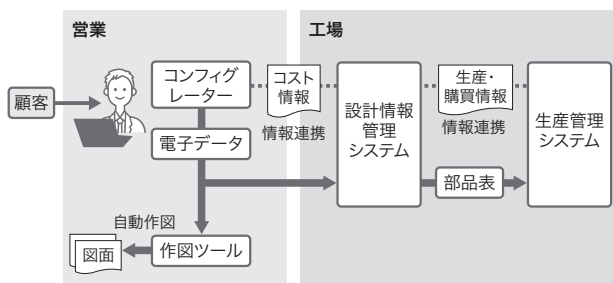 営業
工場
顧客
コンフィグ
レーター
電子データ
コスト
情報
情報連携
設計情報
管理
システム
生産・
購買情報
情報連携
生産管理
システム
部品表
自動作図
図面
作図ツール